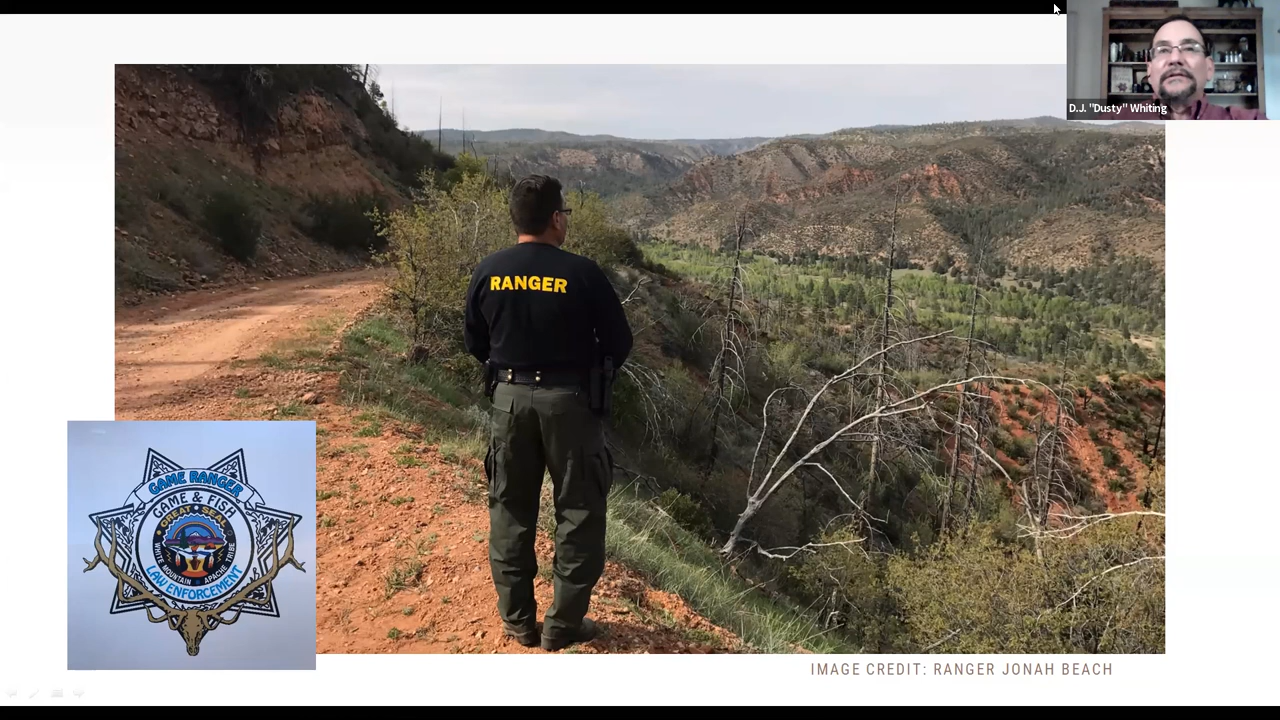 D.J. "Dusty" Whiting
RANGER
GAME RANGER
GAME & FISH
GREAT SEAL
WHITE MOUNTAIN APACHE TRIBE
LAW ENFORCEMENT
IMAGE CREDIT: RANGER JONAH BEACH